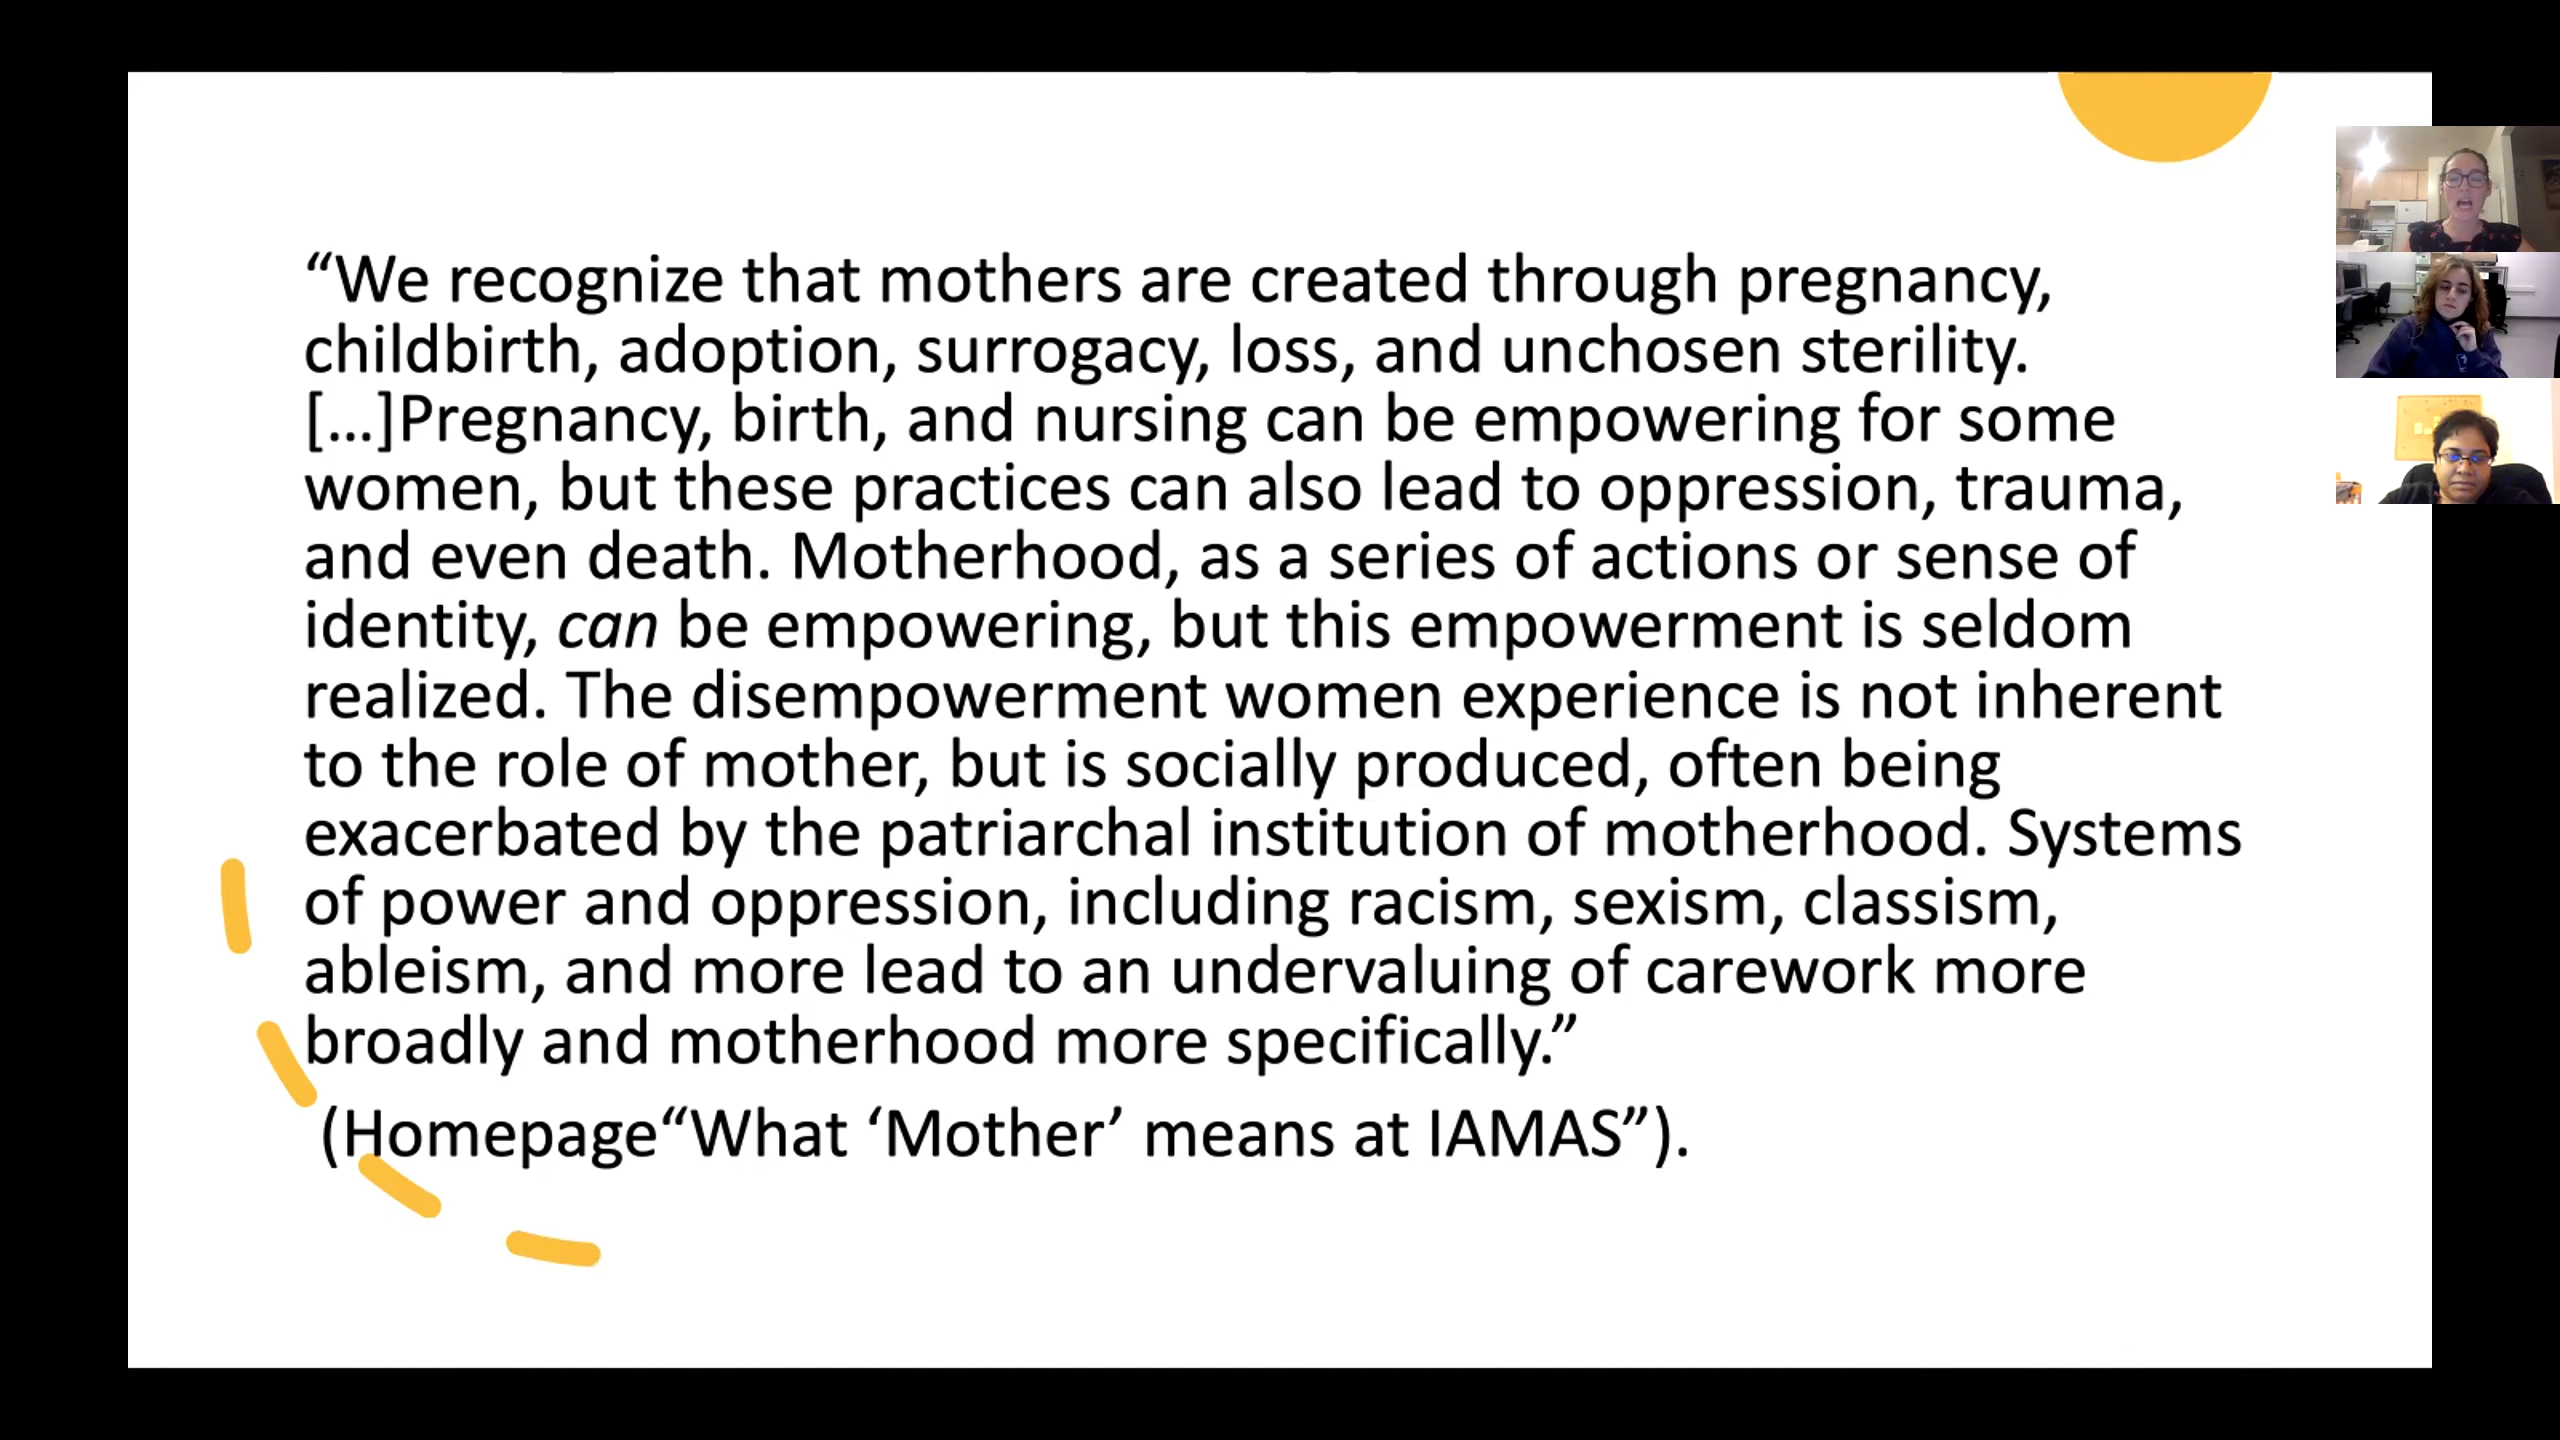 “We recognize that mothers are created through pregnancy,
childbirth, adoption, surrogacy, loss, and unchosen sterility.
[…]Pregnancy, birth, and nursing can be empowering for some
women, but these practices can also lead to oppression, trauma,
and even death. Motherhood, as a series of actions or sense of
identity, can be empowering, but this empowerment is seldom
realized. The disempowerment women experience is not inherent
to the role of mother, but is socially produced, often being
exacerbated by the patriarchal institution of motherhood. Systems
of power and oppression, including racism, sexism, classism,
ableism, and more lead to an undervaluing of carework more
broadly and motherhood more specifically.”
(Homepage“What ‘Mother’ means at IAMAS”).